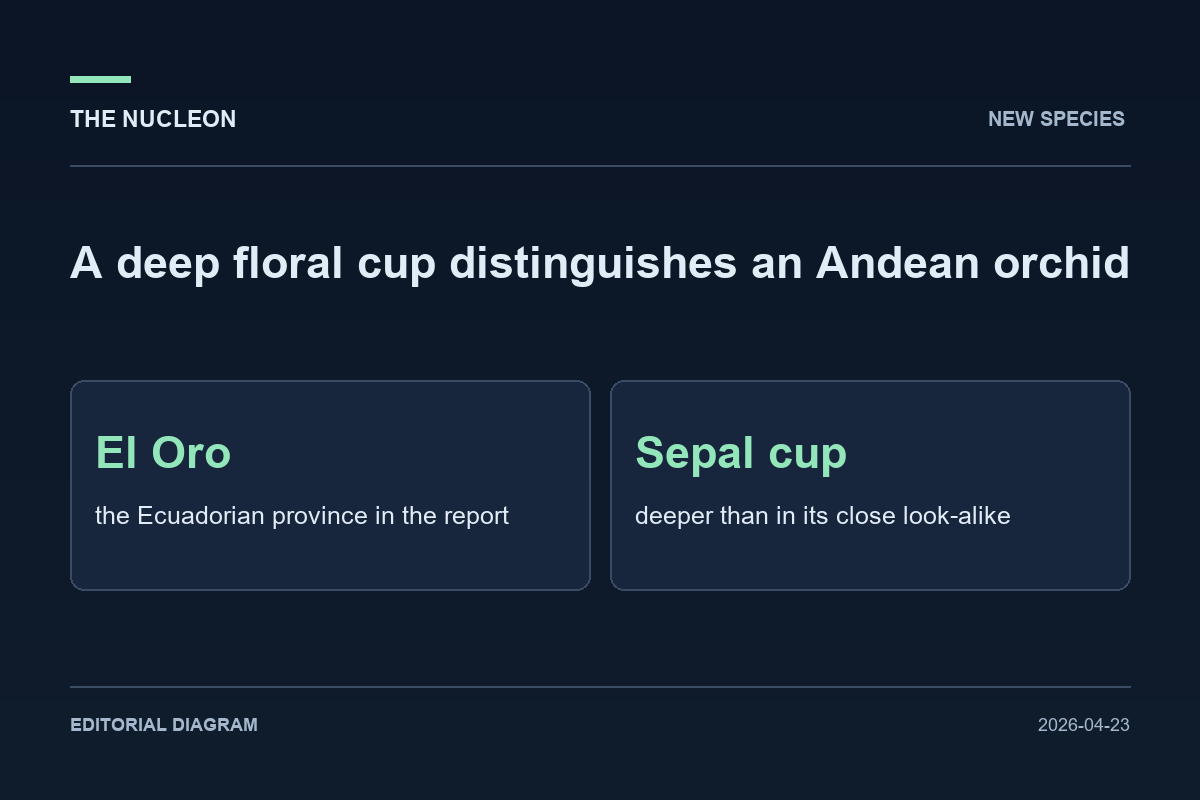 THE NUCLEON
NEW SPECIES
A deep floral cup distinguishes an Andean orchid
El Oro
the Ecuadorian province in the report
Sepal cup
deeper than in its close look-alike
EDITORIAL DIAGRAM
2026-04-23